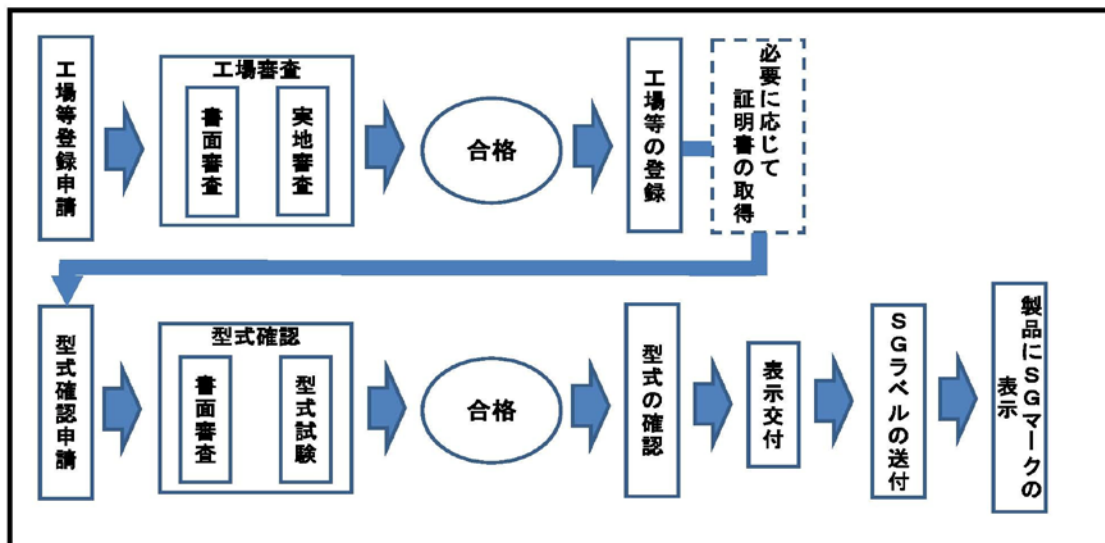 工場等登録申請
工場審査
書面審査
実地審査
合格
工場等の登録
必要に応じて
証明書の取得
型式確認申請
型式確認
書面審査
型式試験
合格
型式の確認
表示交付
SGラベルの送付
製品にSGマークの
表示